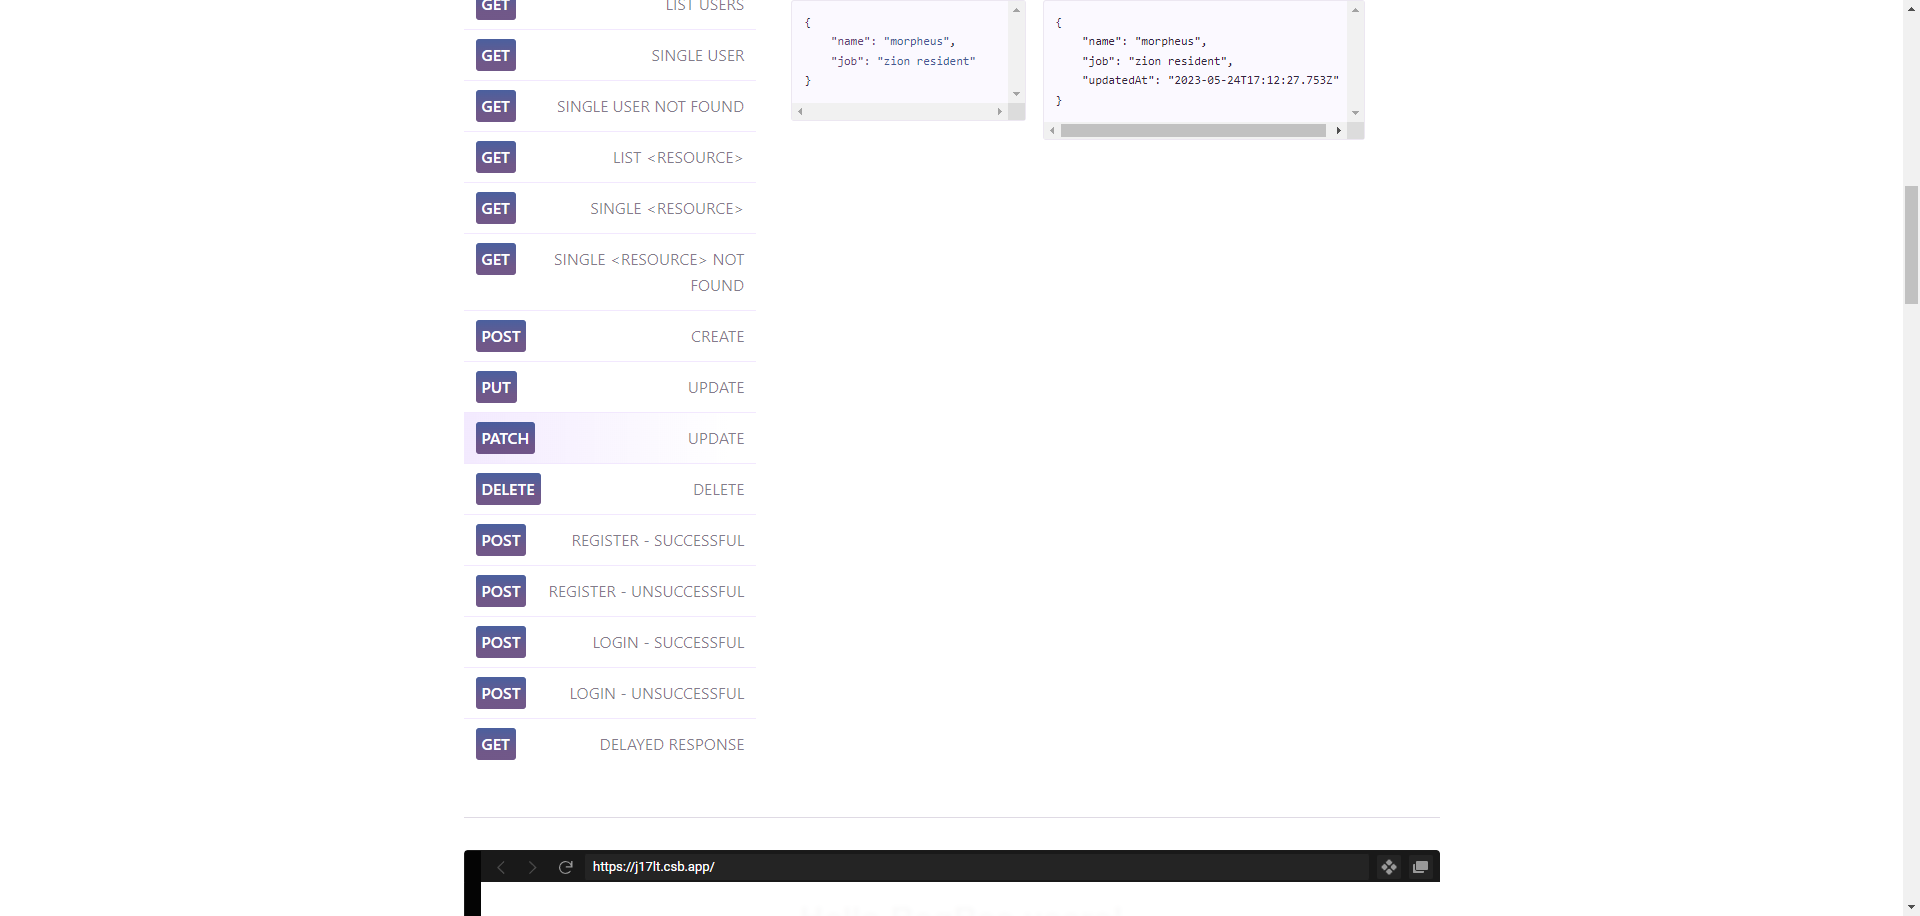 GET LIST USERS
GET SINGLE USER
GET SINGLE USER NOT FOUND
GET LIST <RESOURCE>
GET SINGLE <RESOURCE>
GET SINGLE <RESOURCE> NOT
FOUND
POST CREATE
PUT UPDATE
PATCH UPDATE
DELETE DELETE
POST REGISTER - SUCCESSFUL
POST REGISTER - UNSUCCESSFUL
POST LOGIN - SUCCESSFUL
POST LOGIN - UNSUCCESSFUL
GET DELAYED RESPONSE
{
"name": "morpheus",
"job": "zion resident"
}
{
"name": "morpheus",
"job": "zion resident",
"updatedAt": "2023-05-24T17:12:27.753Z"
}
https://j17lt.csb.app/